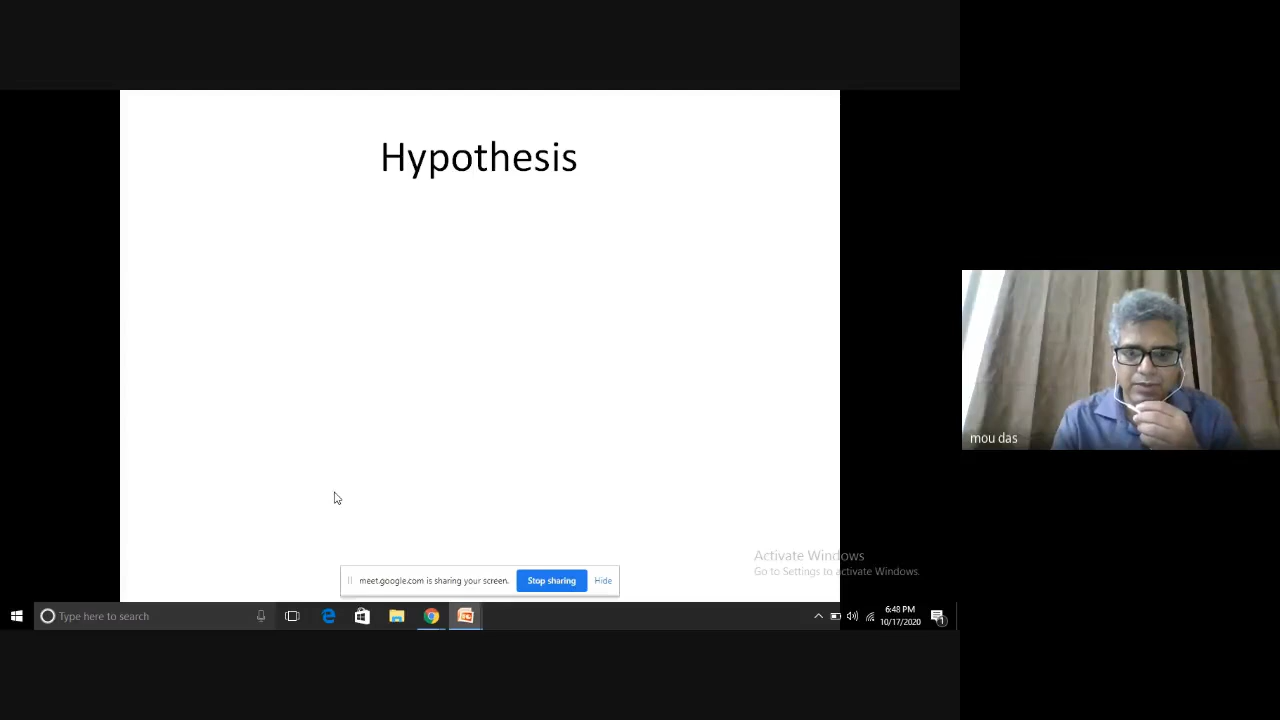 Hypothesis
mou das
Activate Windows
Go to Settings to activate Windows.
meet.google.com is sharing your screen.
Stop sharing
Hide
Type here to search
6:48 PM
10/17/2020
1